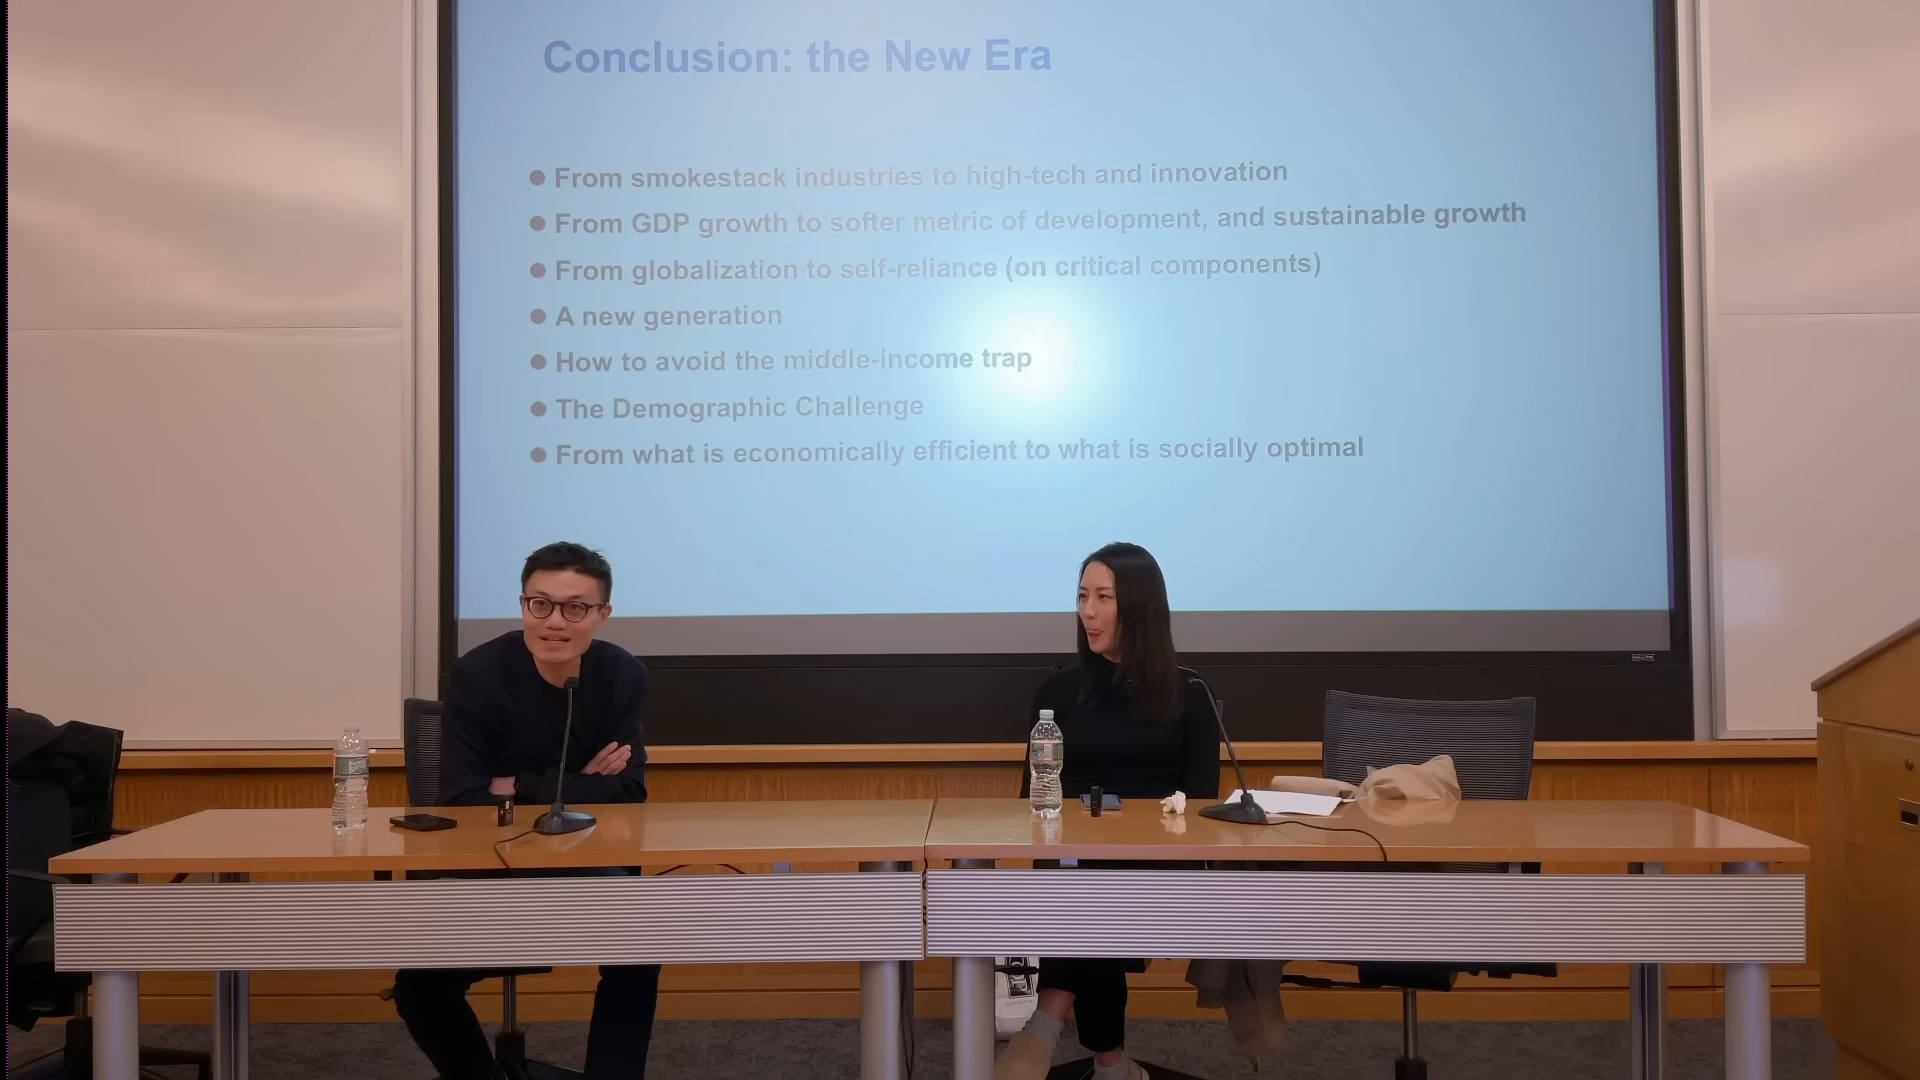 Conclusion: the New Era
● From smokestack industries to high-tech and innovation
● From GDP growth to softer metric of development, and sustainable growth
● From globalization to self-reliance (on critical components)
● A new generation
● How to avoid the middle-income trap
● The Demographic Challenge
● From what is economically efficient to what is socially optimal